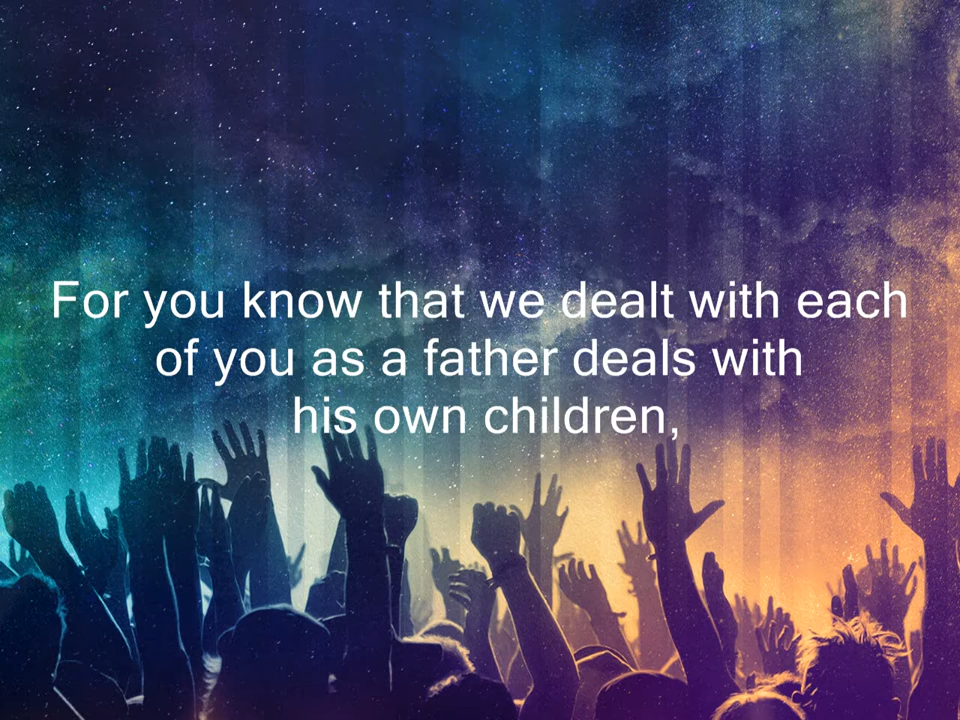 For you know that we dealt with each
of you as a father deals with
his own children,